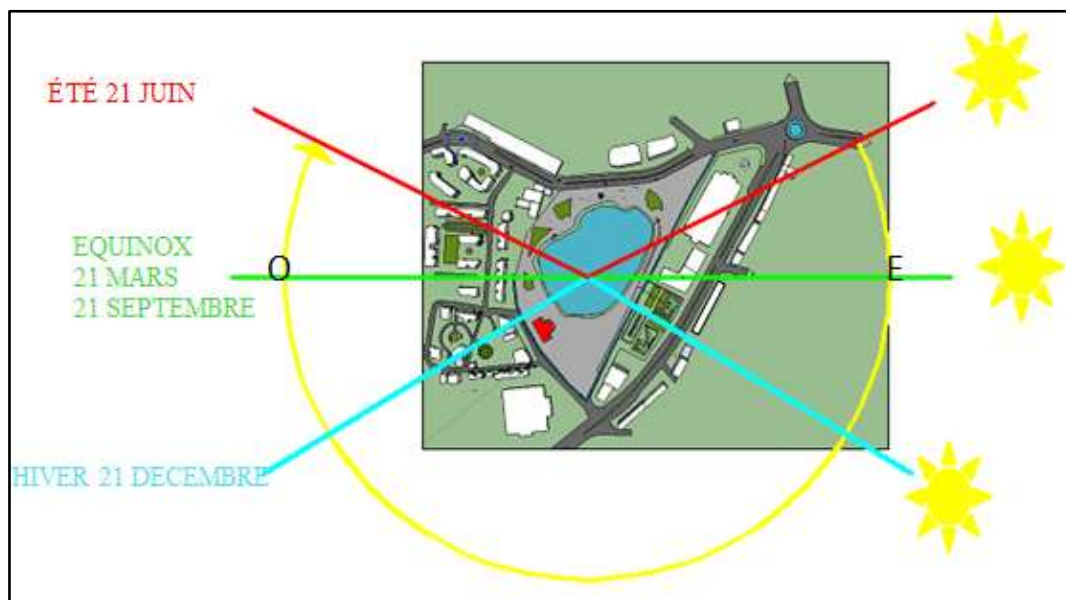 ÉTÉ 21 JUIN
EQUINOX
21 MARS
21 SEPTEMBRE
O
E
HIVER 21 DECEMBRE